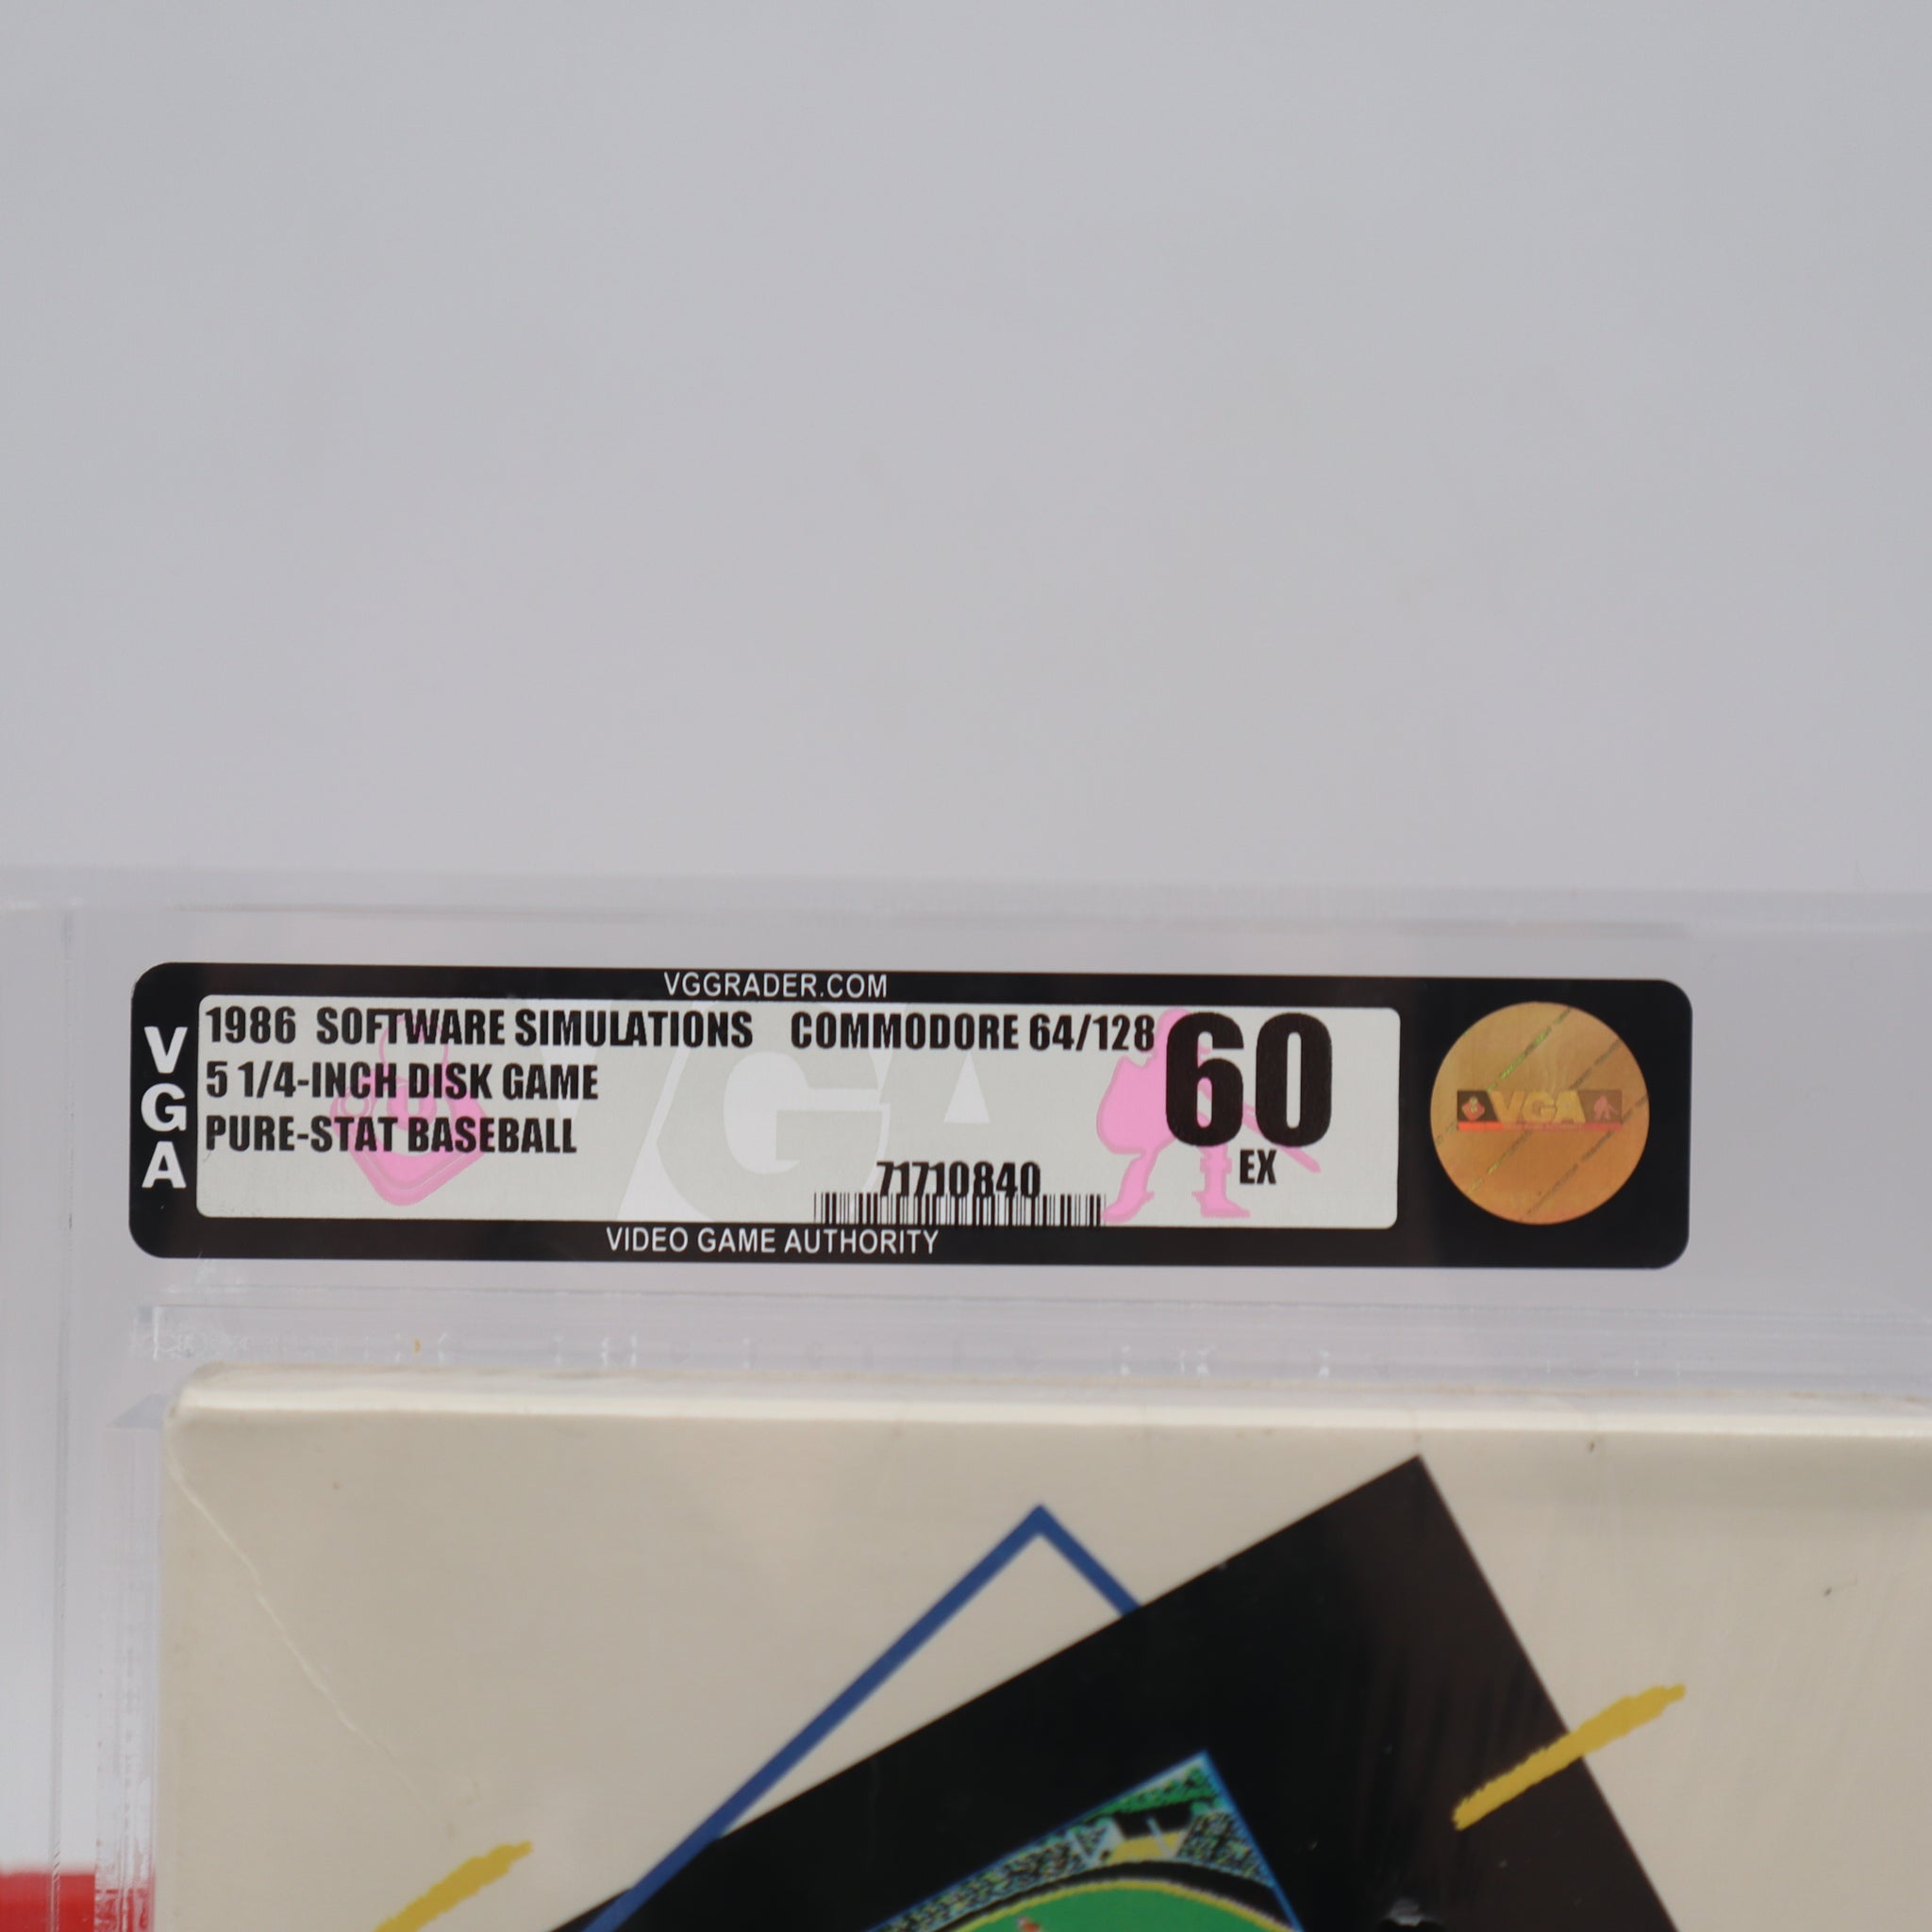 VGGRADER.COM
VGA
1986 SOFTWARE SIMULATIONS COMMODORE 64/128
5 1/4-INCH DISK GAME
PURE-STAT BASEBALL
60
EX
71710840
VGA
VGA
VIDEO GAME AUTHORITY